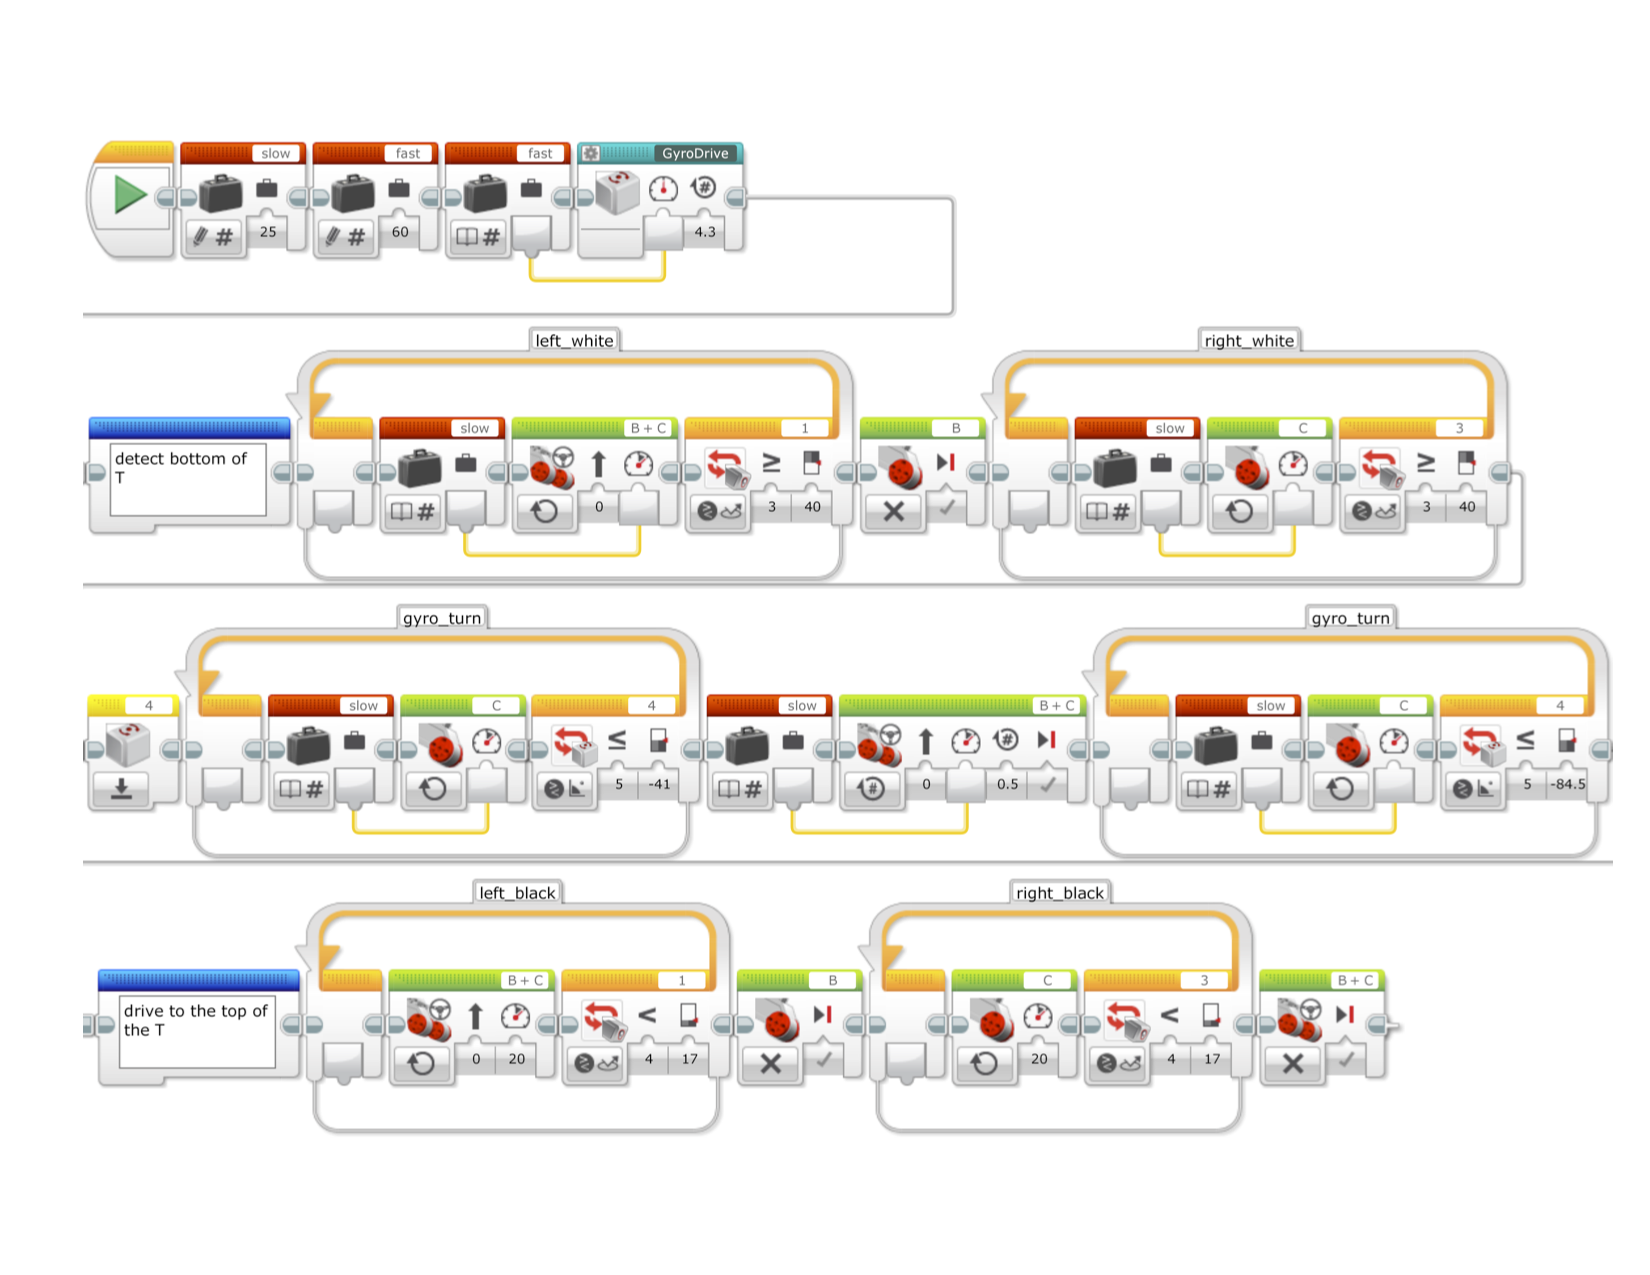 slow fast fast GyroDrive
# 25 # 60 # # 4.3
left_white right_white
slow B + C 1 B slow C 3
detect bottom of
T
≥ ≥
# 0 3 40 # 3 40
gyro_turn gyro_turn
4 slow C 4 slow B + C slow C 4
≤ # ≤
# 5 -41 # # 0 0.5 # 5 -84.5
left_black right_black
B + C 1 B C 3 B + C
drive to the top of
the T
< <
0 20 4 17 20 4 17